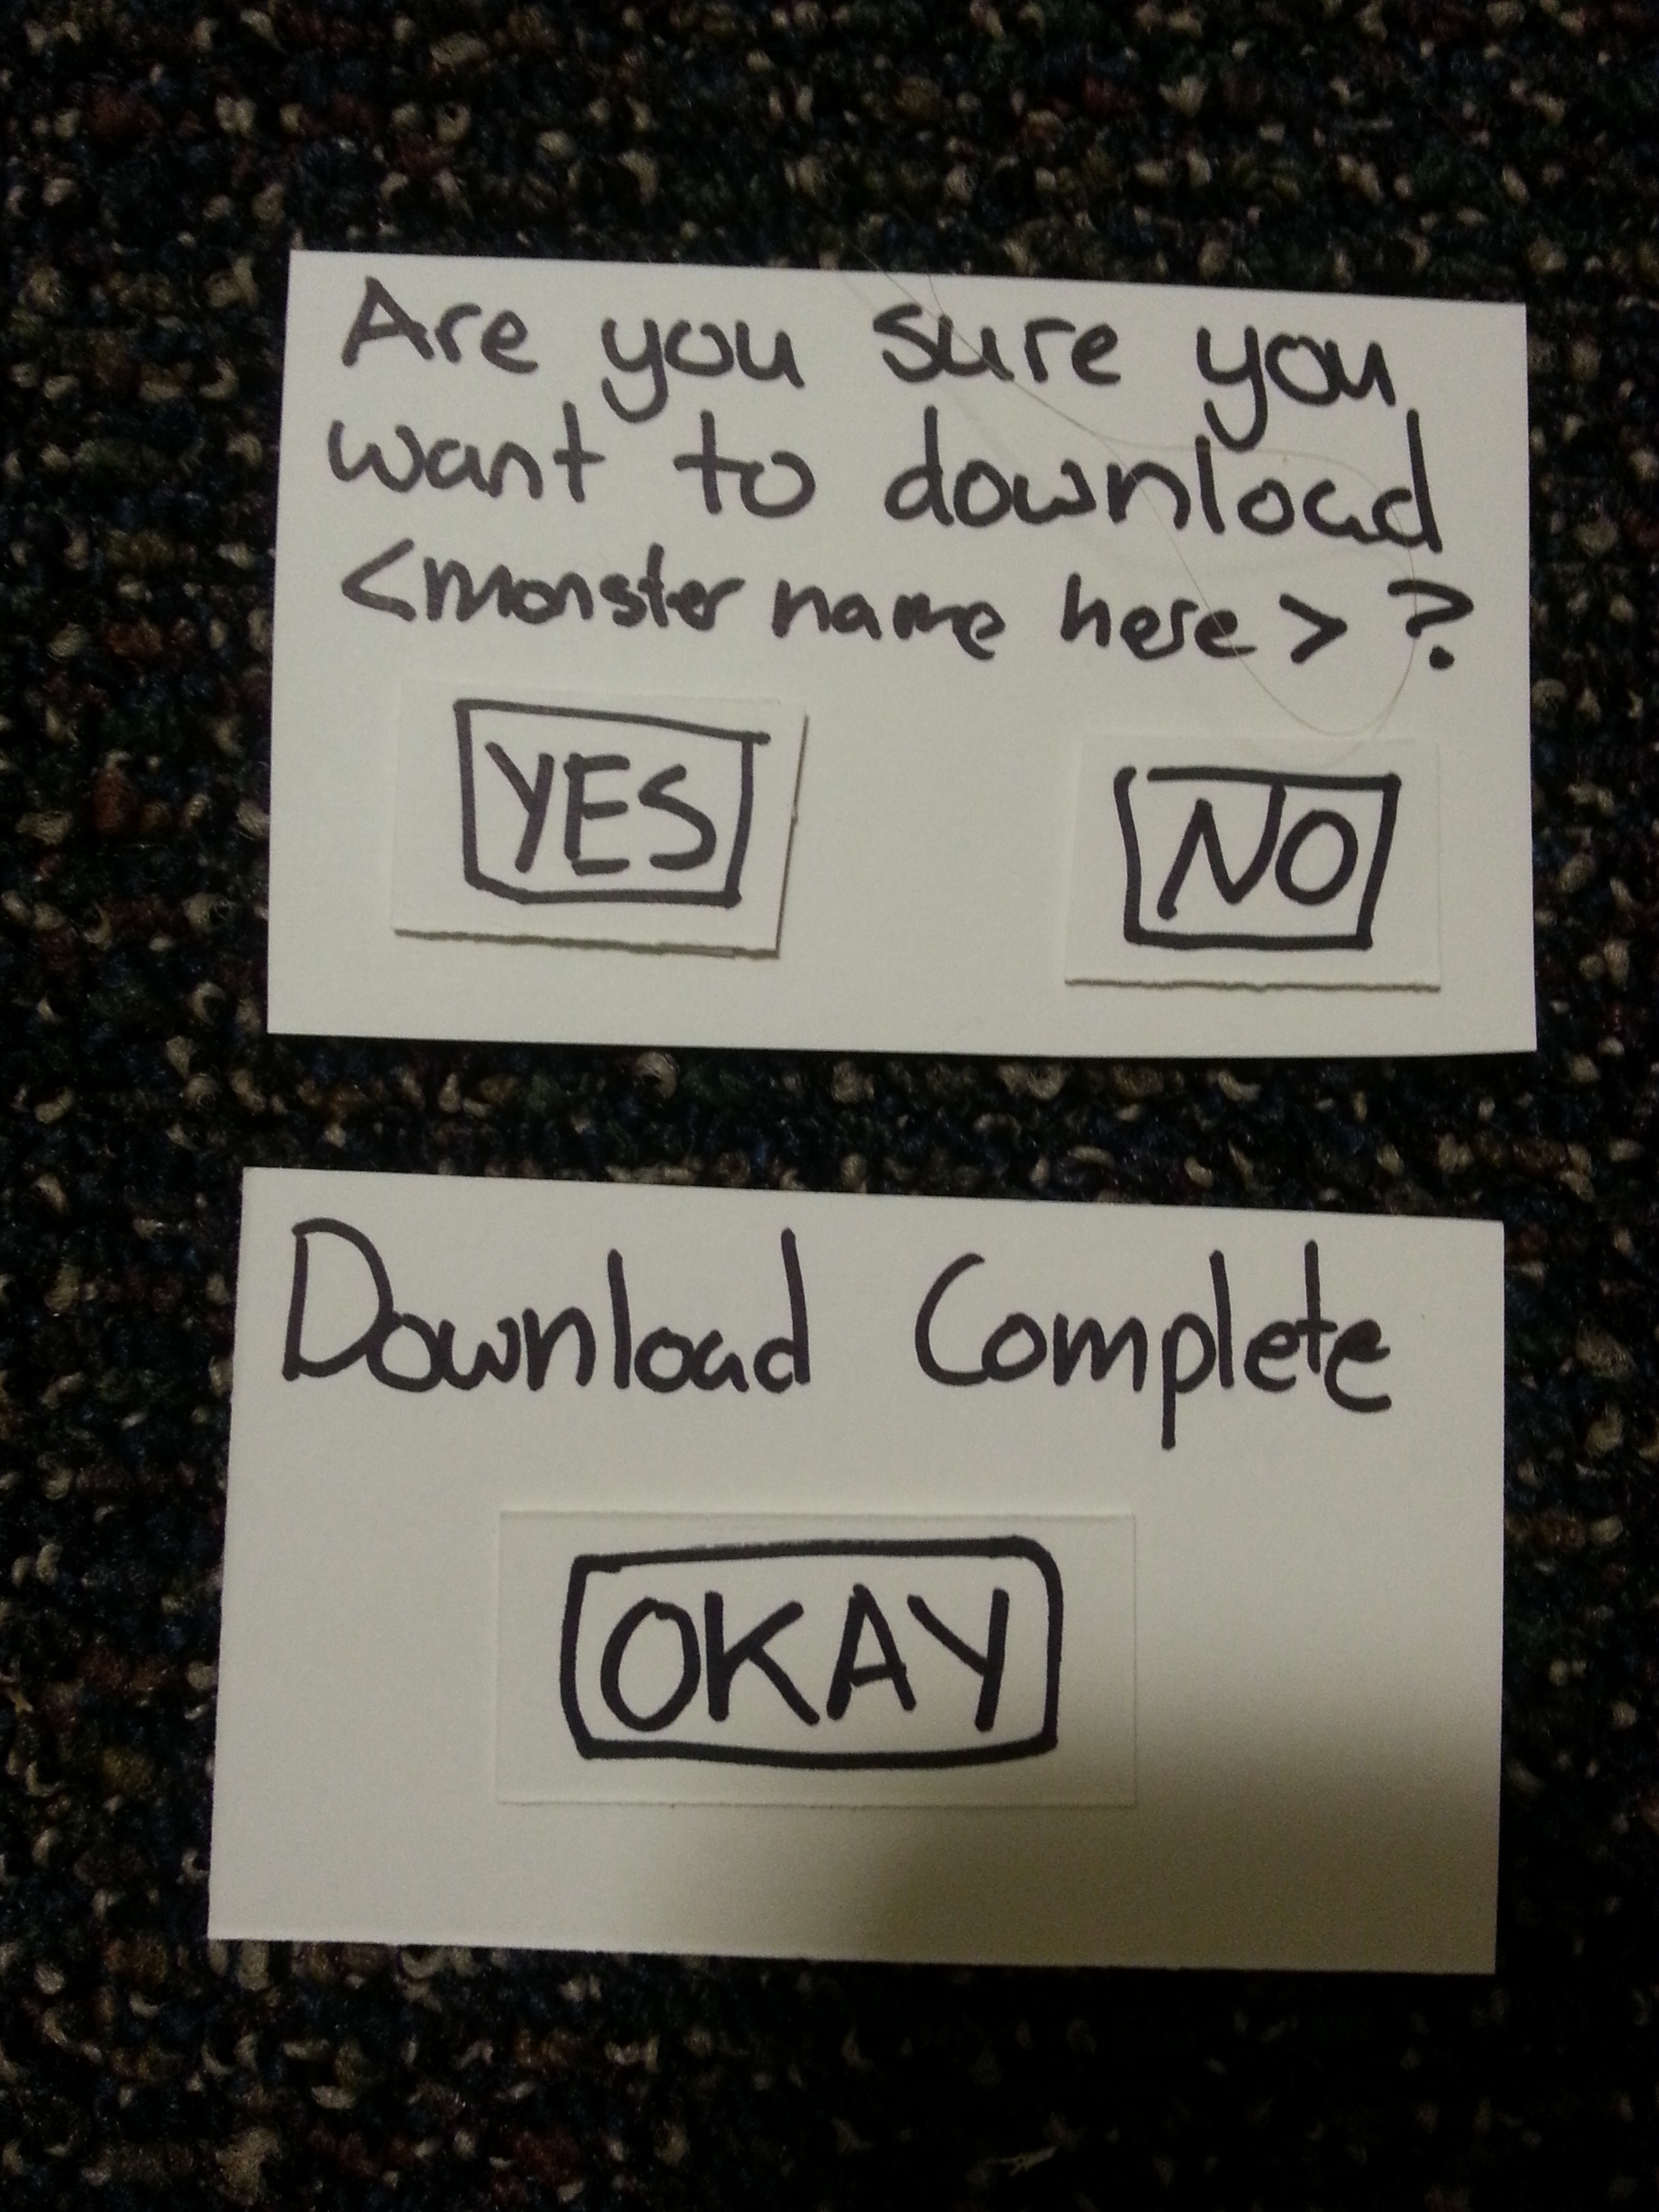 Are you sure you
want to download
<monster name here> ?
YES NO
Download Complete
OKAY